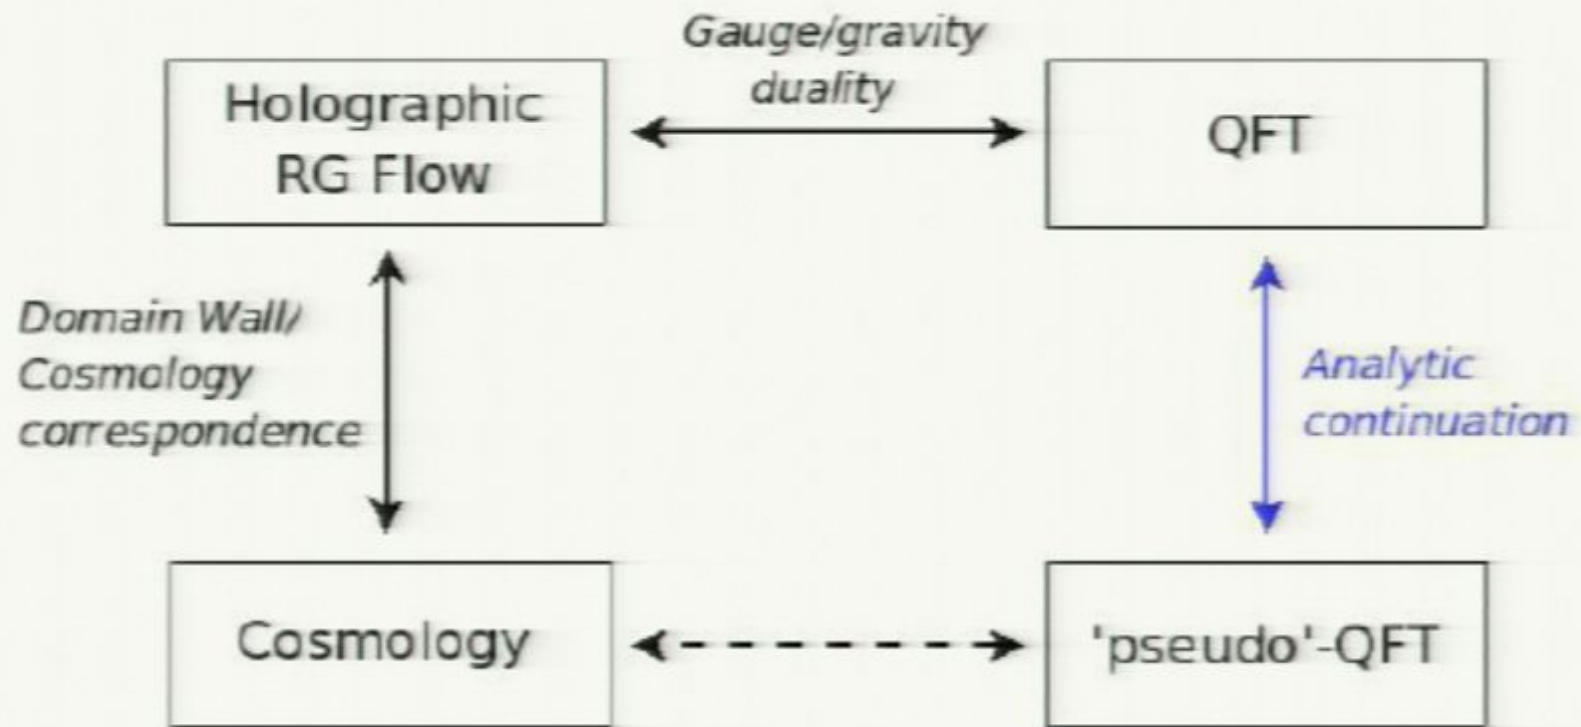 Gauge/gravity
duality
Holographic
RG Flow
QFT
Domain Wall/
Cosmology
correspondence
Analytic
continuation
Cosmology
'pseudo'-QFT